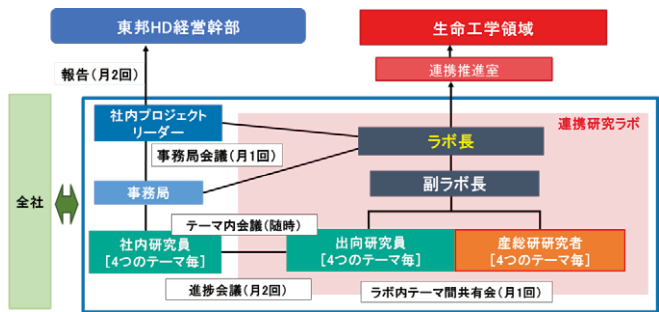 東邦HD経営幹部
生命工学領域
報告(月2回)
連携推進室
社内プロジェクト
リーダー
連携研究ラボ
ラボ長
事務局会議(月1回)
副ラボ長
事務局
全社
テーマ内会議(随時)
社内研究員
[4つのテーマ毎]
出向研究員
[4つのテーマ毎]
産総研研究者
[4つのテーマ毎]
進捗会議(月2回)
ラボ内テーマ間共有会(月1回)